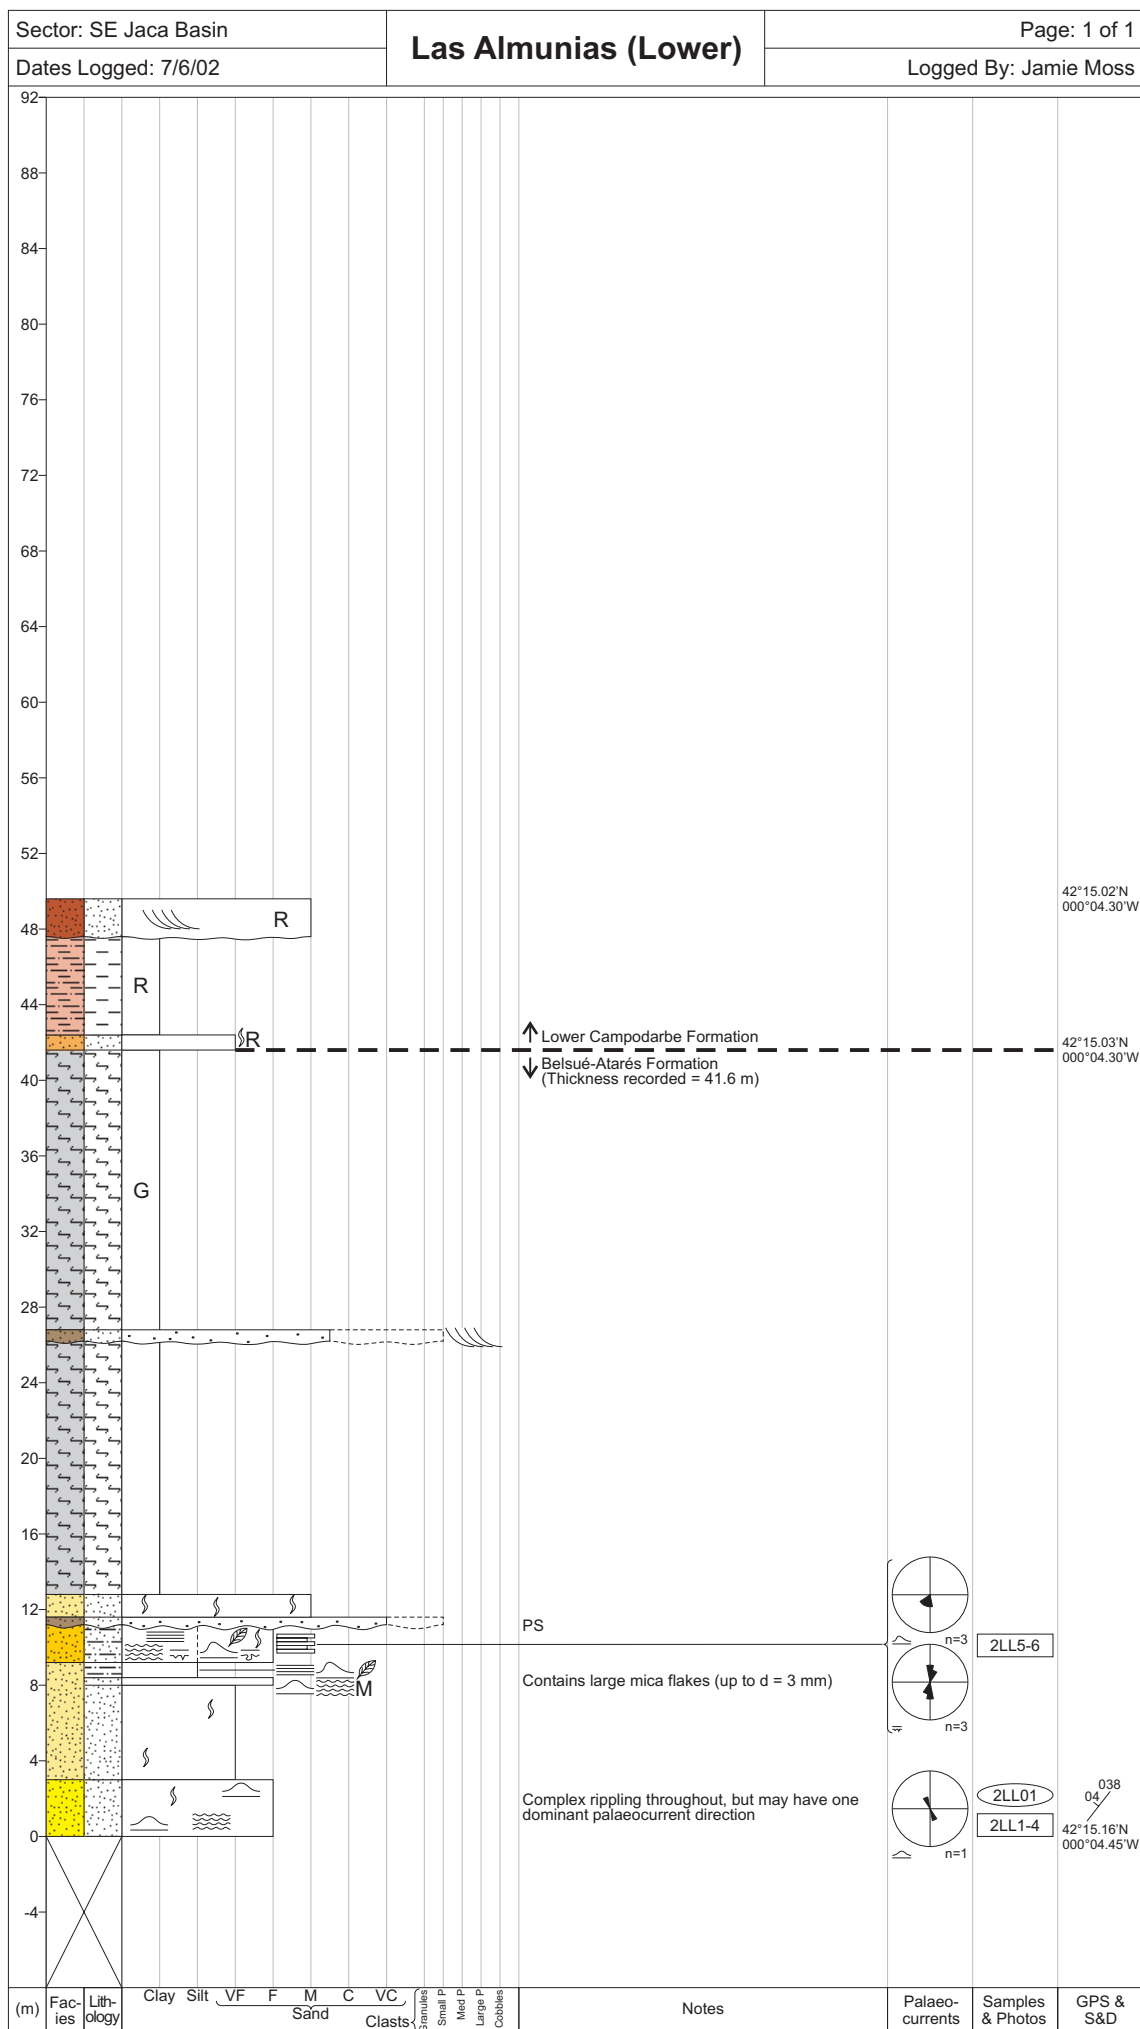 Sector: SE Jaca Basin
Dates Logged: 7/6/02
Las Almunias (Lower)
Page: 1 of 1
Logged By: Jamie Moss
92
88
84
80
76
72
68
64
60
56
52
42°15.02'N
000°04.30'W
R
48
R
44
R
Lower Campodarbe Formation
42°15.03'N
000°04.30'W
Belsué-Atarés Formation
(Thickness recorded = 41.6 m)
40
36
G
32
28
24
20
16
12
PS
n=3
2LL5-6
8
M
Contains large mica flakes (up to d = 3 mm)
n=3
4
Complex rippling throughout, but may have one
dominant palaeocurrent direction
2LL01
2LL1-4
n=1
038
04
42°15.16'N
000°04.45'W
0
-4
(m)
Fac-
ies
Lith-
ology
Clay Silt VF F M C VC
Sand
Clasts
Granules
Small P
Med P
Large P
Cobbles
Notes
Palaeo-
currents
Samples
& Photos
GPS &
S&D